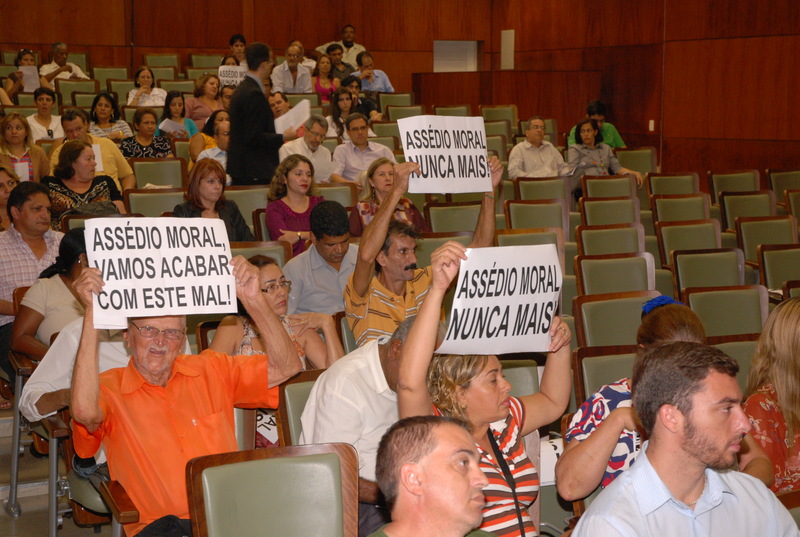 ASSÉDIO MORAL
NUNCA MAIS!
ASSÉDIO MORAL,
VAMOS ACABAR
COM ESTE MAL!
ASSÉDIO MORAL
NUNCA MAIS!